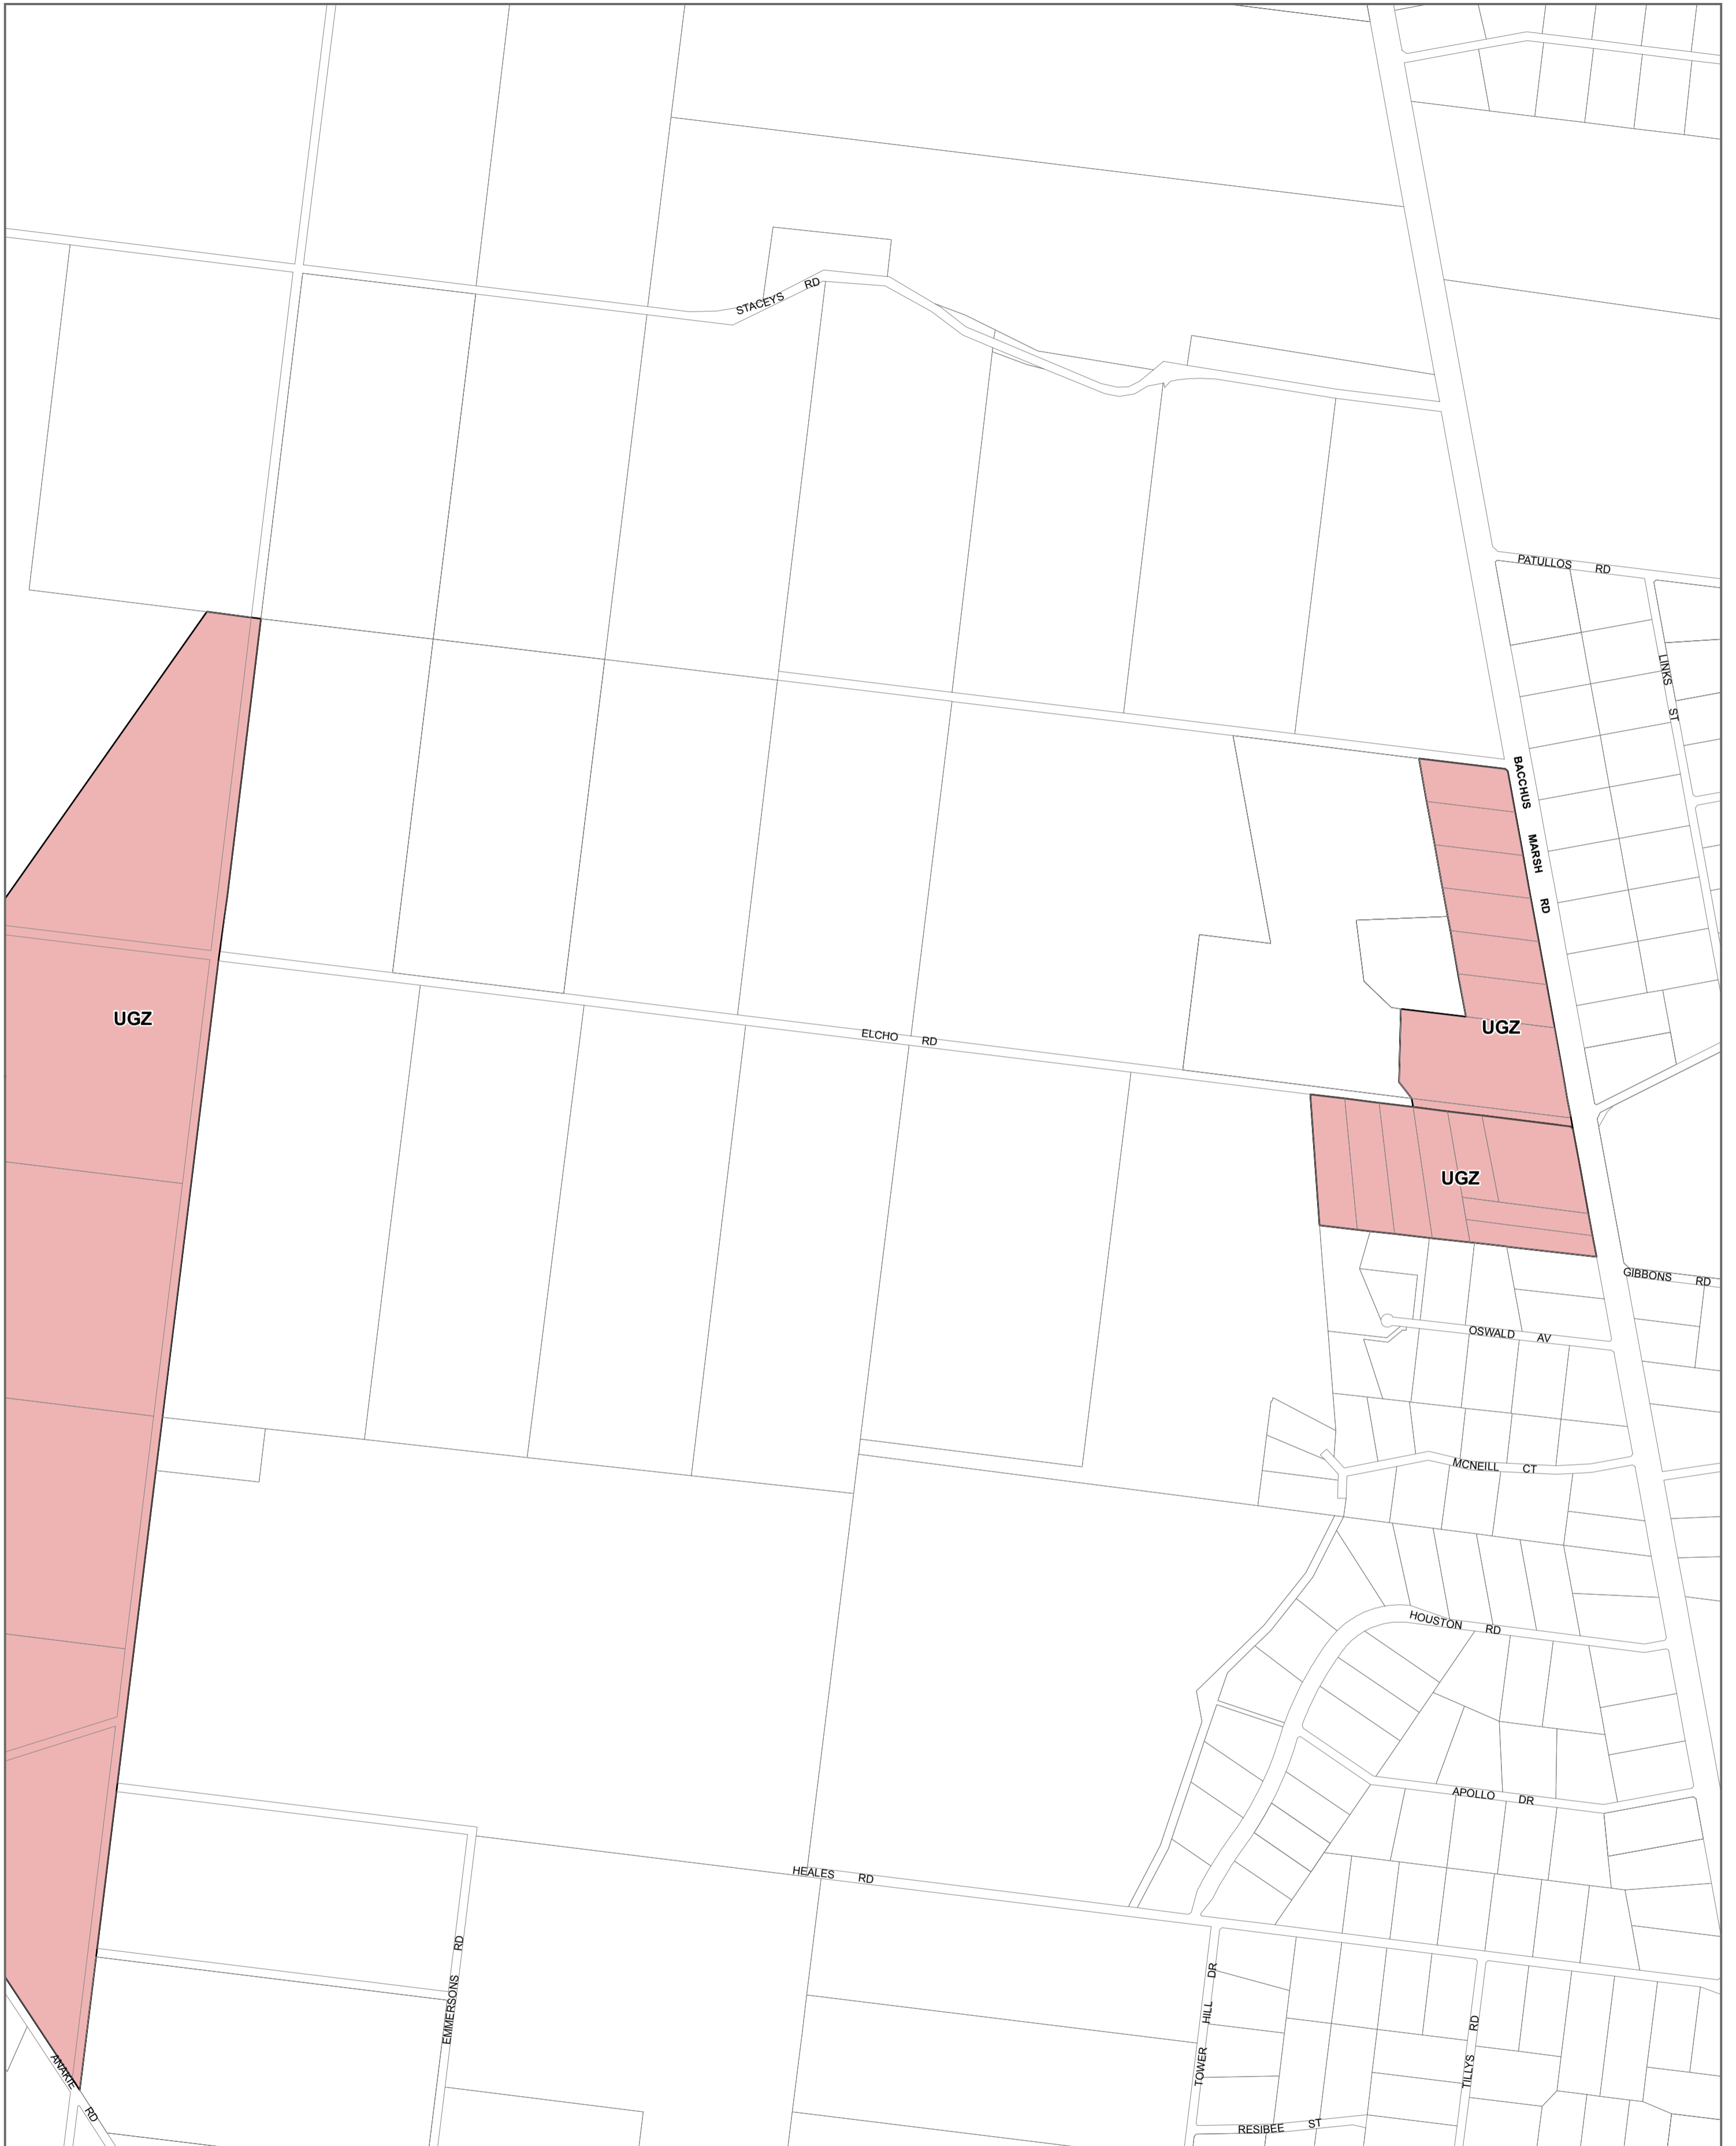 STACEYS RD
PATULLOS RD
LINKS ST
BACCHUS MARSH RD
UGZ
UGZ
ELCHO RD
UGZ
GIBBONS RD
OSWALD AV
MCNEILL CT
HOUSTON RD
APOLLO DR
HEALES RD
EMMERSONS RD
TOWER HILL DR
TILLYS RD
ANAKIE RD
RESIBEE ST